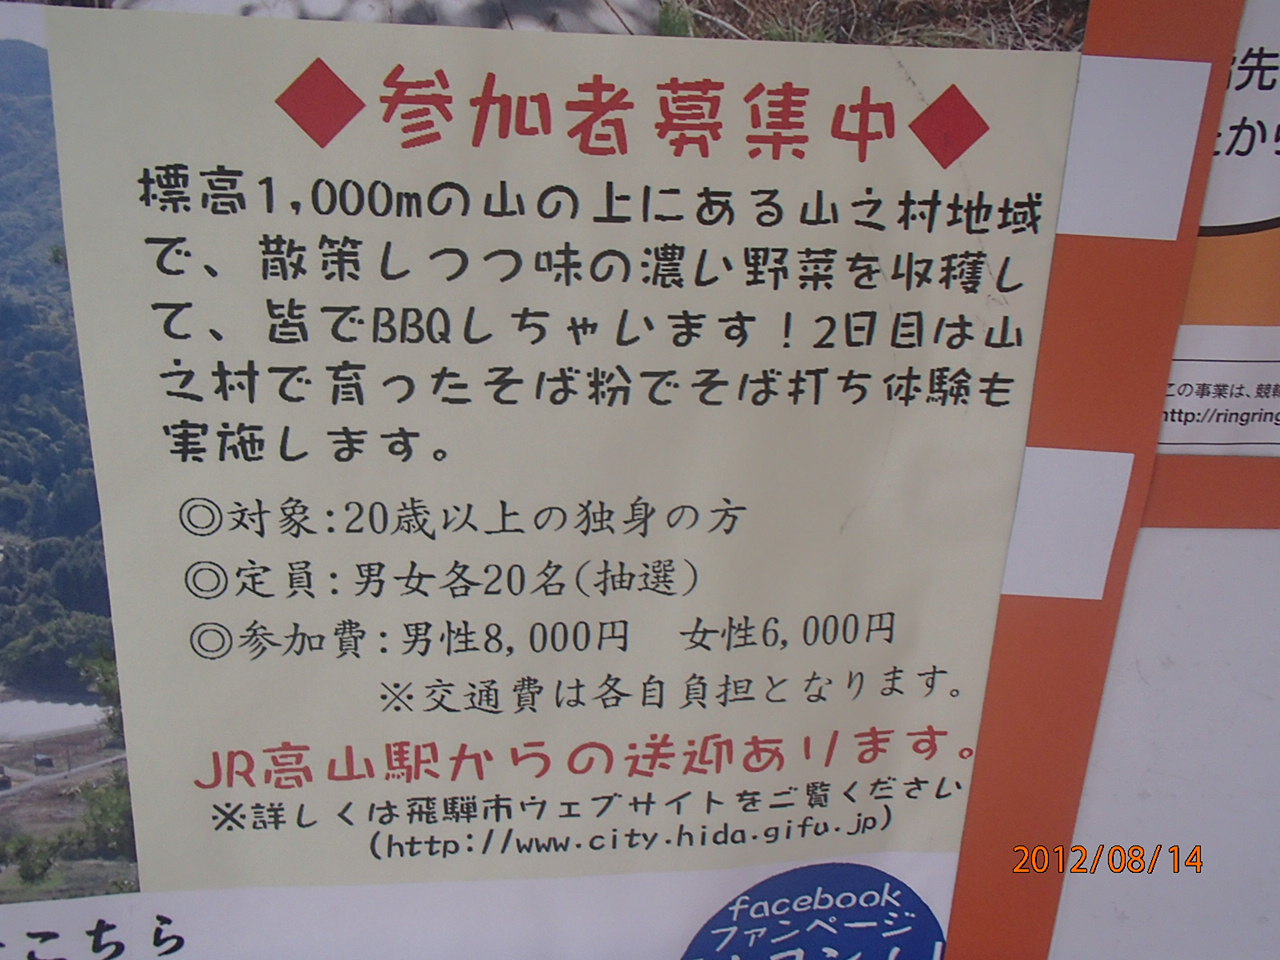 ◆参加者募集中◆
標高1,000mの山の上にある山之村地域
で、散策しつつ味の濃い野菜を収穫し
て、皆でBBQしちゃいます！2日目は山
之村で育ったそば粉でそば打ち体験も
実施します。
◎対象:20歳以上の独身の方
◎定員:男女各20名(抽選)
◎参加費:男性8,000円　女性6,000円
※交通費は各自負担となります。
JR高山駅からの送迎あります。
※詳しくは飛騨市ウェブサイトをご覧ください
(http://www.city.hida.gifu.jp)
こちら
facebook
ファンページ
先
から
この事業は、競輪
http://ringring
2012/08/14